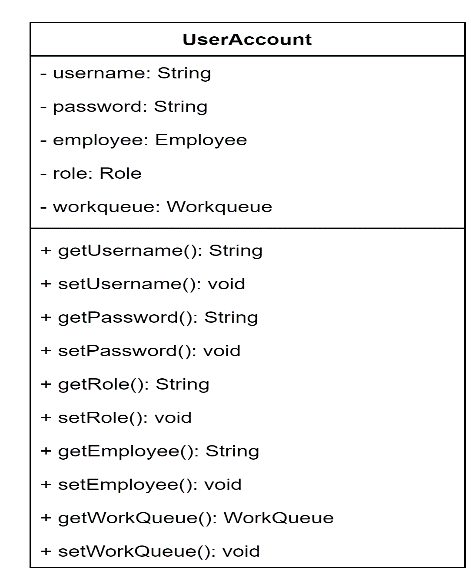 UserAccount
- username: String
- password: String
- employee: Employee
- role: Role
- workqueue: Workqueue
+ getUsername(): String
+ setUsername(): void
+ getPassword(): String
+ setPassword(): void
+ getRole(): String
+ setRole(): void
+ getEmployee(): String
+ setEmployee(): void
+ getWorkQueue(): WorkQueue
+ setWorkQueue(): void